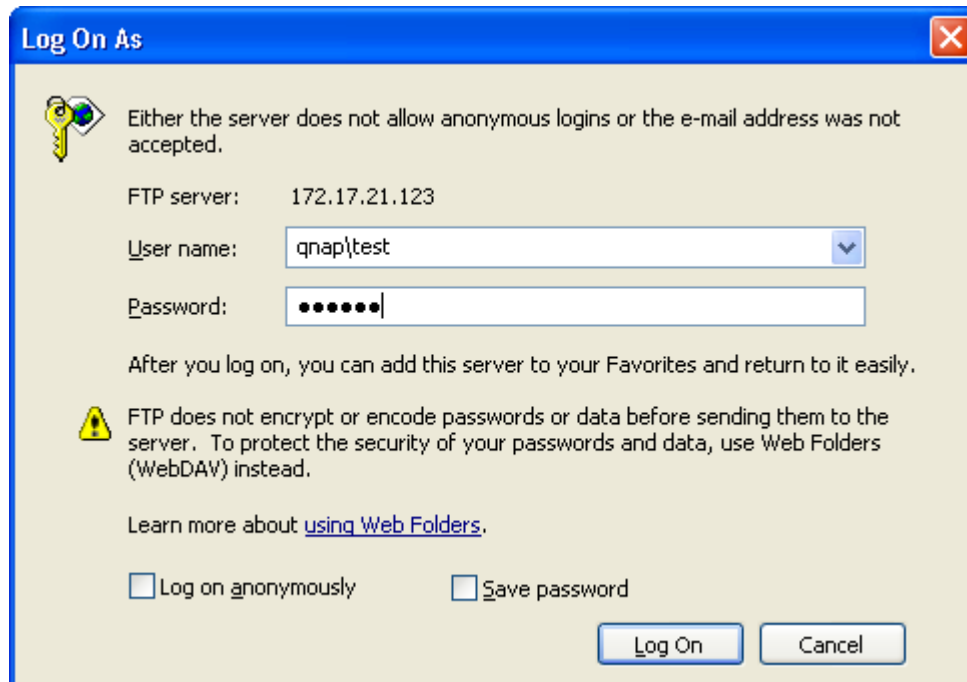 Log On As
Either the server does not allow anonymous logins or the e-mail address was not
accepted.
FTP server: 172.17.21.123
User name: qnap\test
Password: ●●●●●●
After you log on, you can add this server to your Favorites and return to it easily.
FTP does not encrypt or encode passwords or data before sending them to the
server. To protect the security of your passwords and data, use Web Folders
(WebDAV) instead.
Learn more about using Web Folders.
Log on anonymously Save password
Log On Cancel